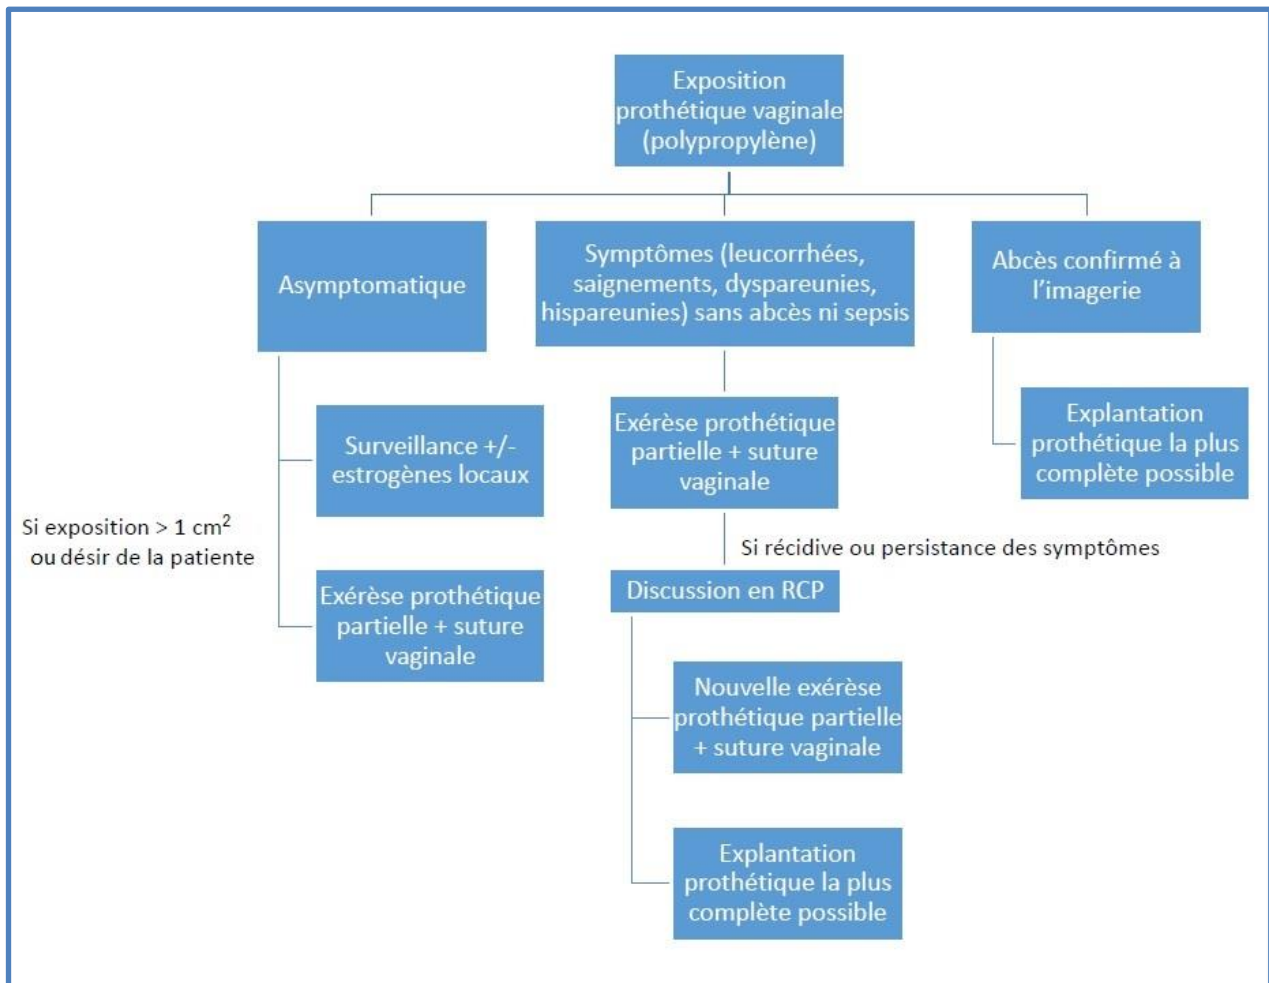 Exposition
prothétique vaginale
(polypropylène)
Asymptomatique
Symptômes (leucorrhées,
saignements, dyspareunies,
hispareunies) sans abcès ni sepsis
Abcès confirmé à
l’imagerie
Surveillance +/-
estrogènes locaux
Exérèse prothétique
partielle + suture
vaginale
Explantation
prothétique la plus
complète possible
Si exposition > 1 cm²
ou désir de la patiente
Exérèse prothétique
partielle + suture
vaginale
Si récidive ou persistance des symptômes
Discussion en RCP
Nouvelle exérèse
prothétique partielle
+ suture vaginale
Explantation
prothétique la plus
complète possible